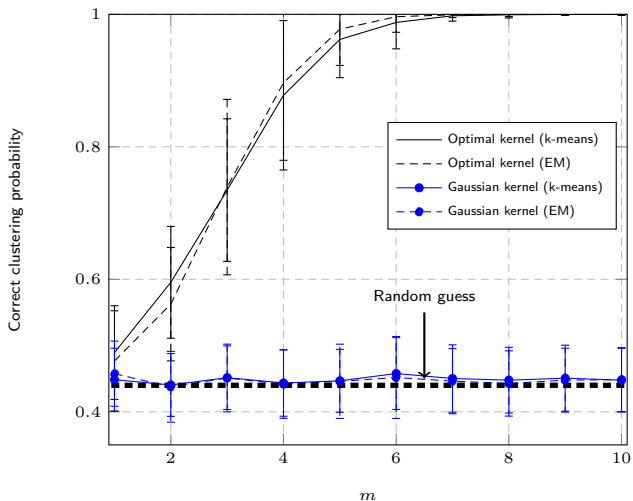 1
0.8
0.6
0.4
Correct clustering probability
Optimal kernel (k-means)
Optimal kernel (EM)
Gaussian kernel (k-means)
Gaussian kernel (EM)
Random guess
2
4
6
8
10
m